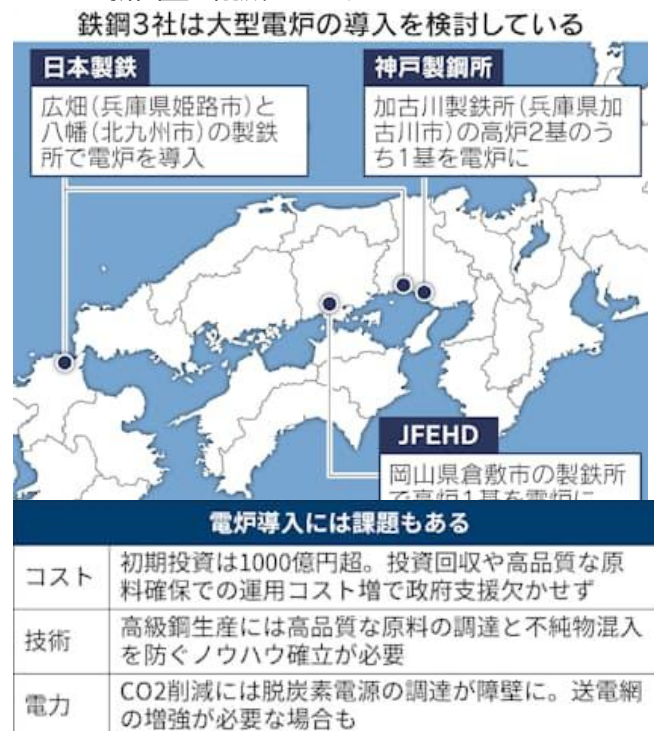 鉄鋼3社は大型電炉の導入を検討している
日本製鉄
広畑(兵庫県姫路市)と
八幡(北九州市)の製鉄
所で電炉を導入
神戸製鋼所
加古川製鉄所(兵庫県加
古川市)の高炉2基のう
ち1基を電炉に
JFEHD
岡山県倉敷市の製鉄所
で高炉1基を電炉に
電炉導入には課題もある
コスト
初期投資は1000億円超。投資回収や高品質な原
料確保での運用コスト増で政府支援欠かせず
技術
高級鋼生産には高品質な原料の調達と不純物混入
を防ぐノウハウ確立が必要
電力
CO2削減には脱炭素電源の調達が障壁に。送電網
の増強が必要な場合も